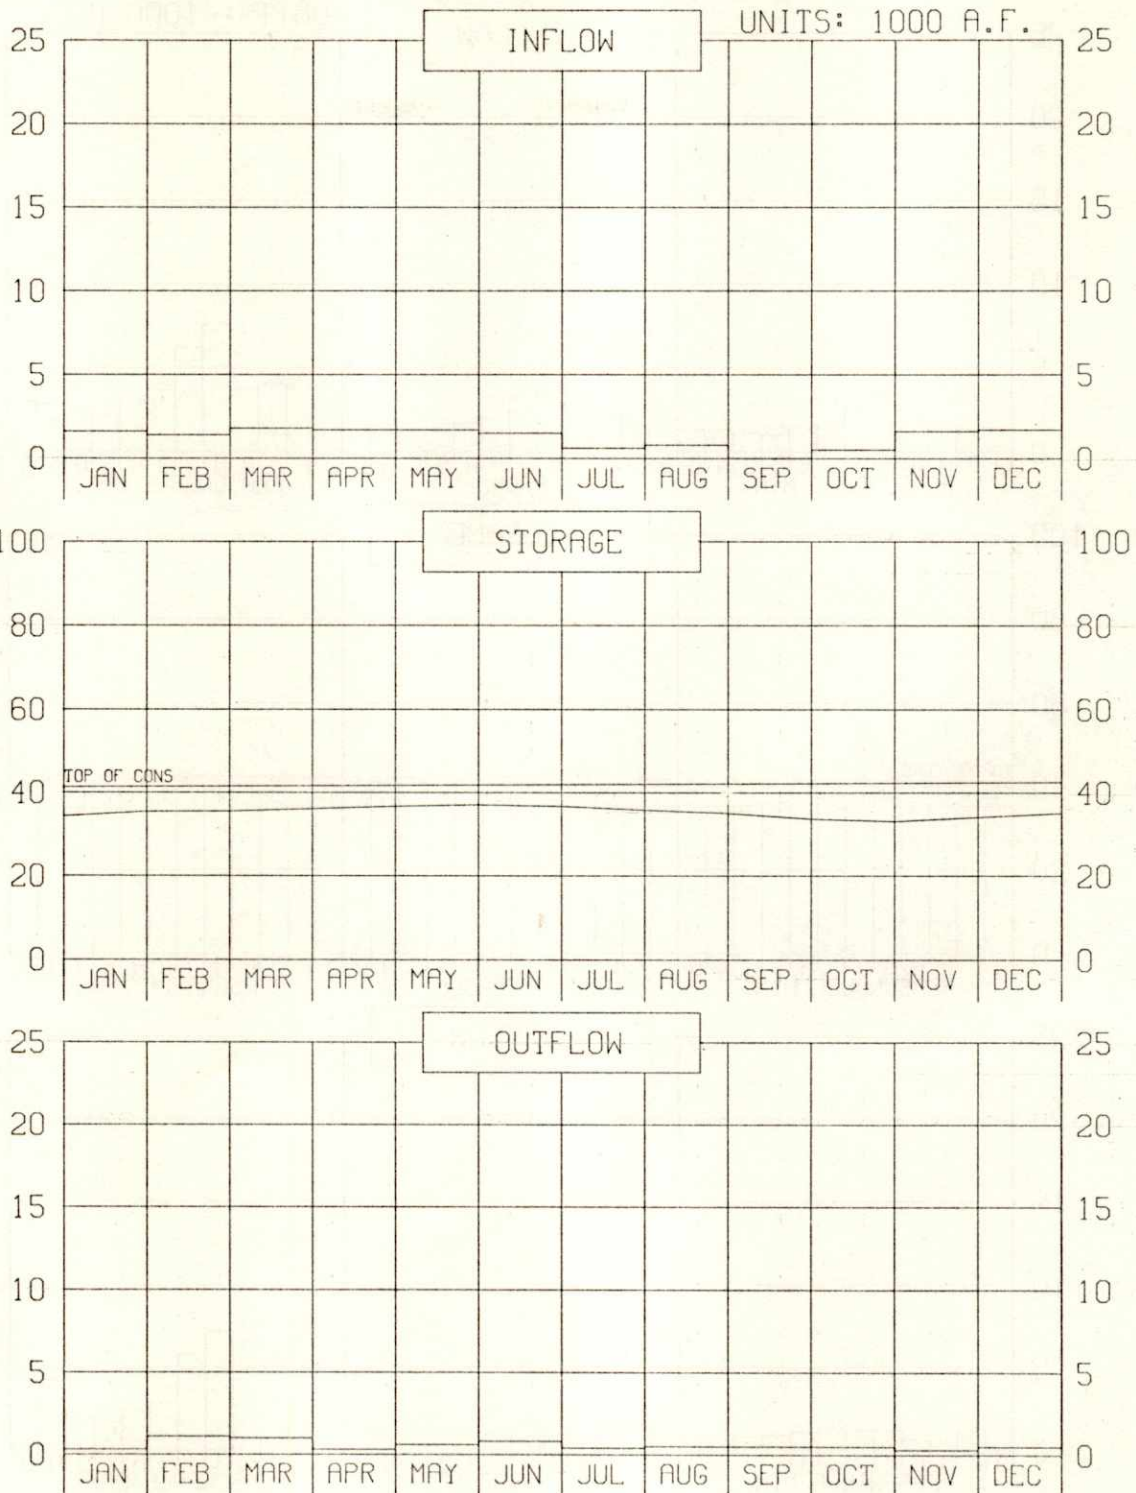 INFLOW
UNITS: 1000 A.F.
25 25
20 20
15 15
10 10
5 5
0 0
JAN FEB MAR APR MAY JUN JUL AUG SEP OCT NOV DEC
STORAGE
100 100
80 80
60 60
TOP OF CONS
40 40
20 20
0 0
JAN FEB MAR APR MAY JUN JUL AUG SEP OCT NOV DEC
OUTFLOW
25 25
20 20
15 15
10 10
5 5
0 0
JAN FEB MAR APR MAY JUN JUL AUG SEP OCT NOV DEC